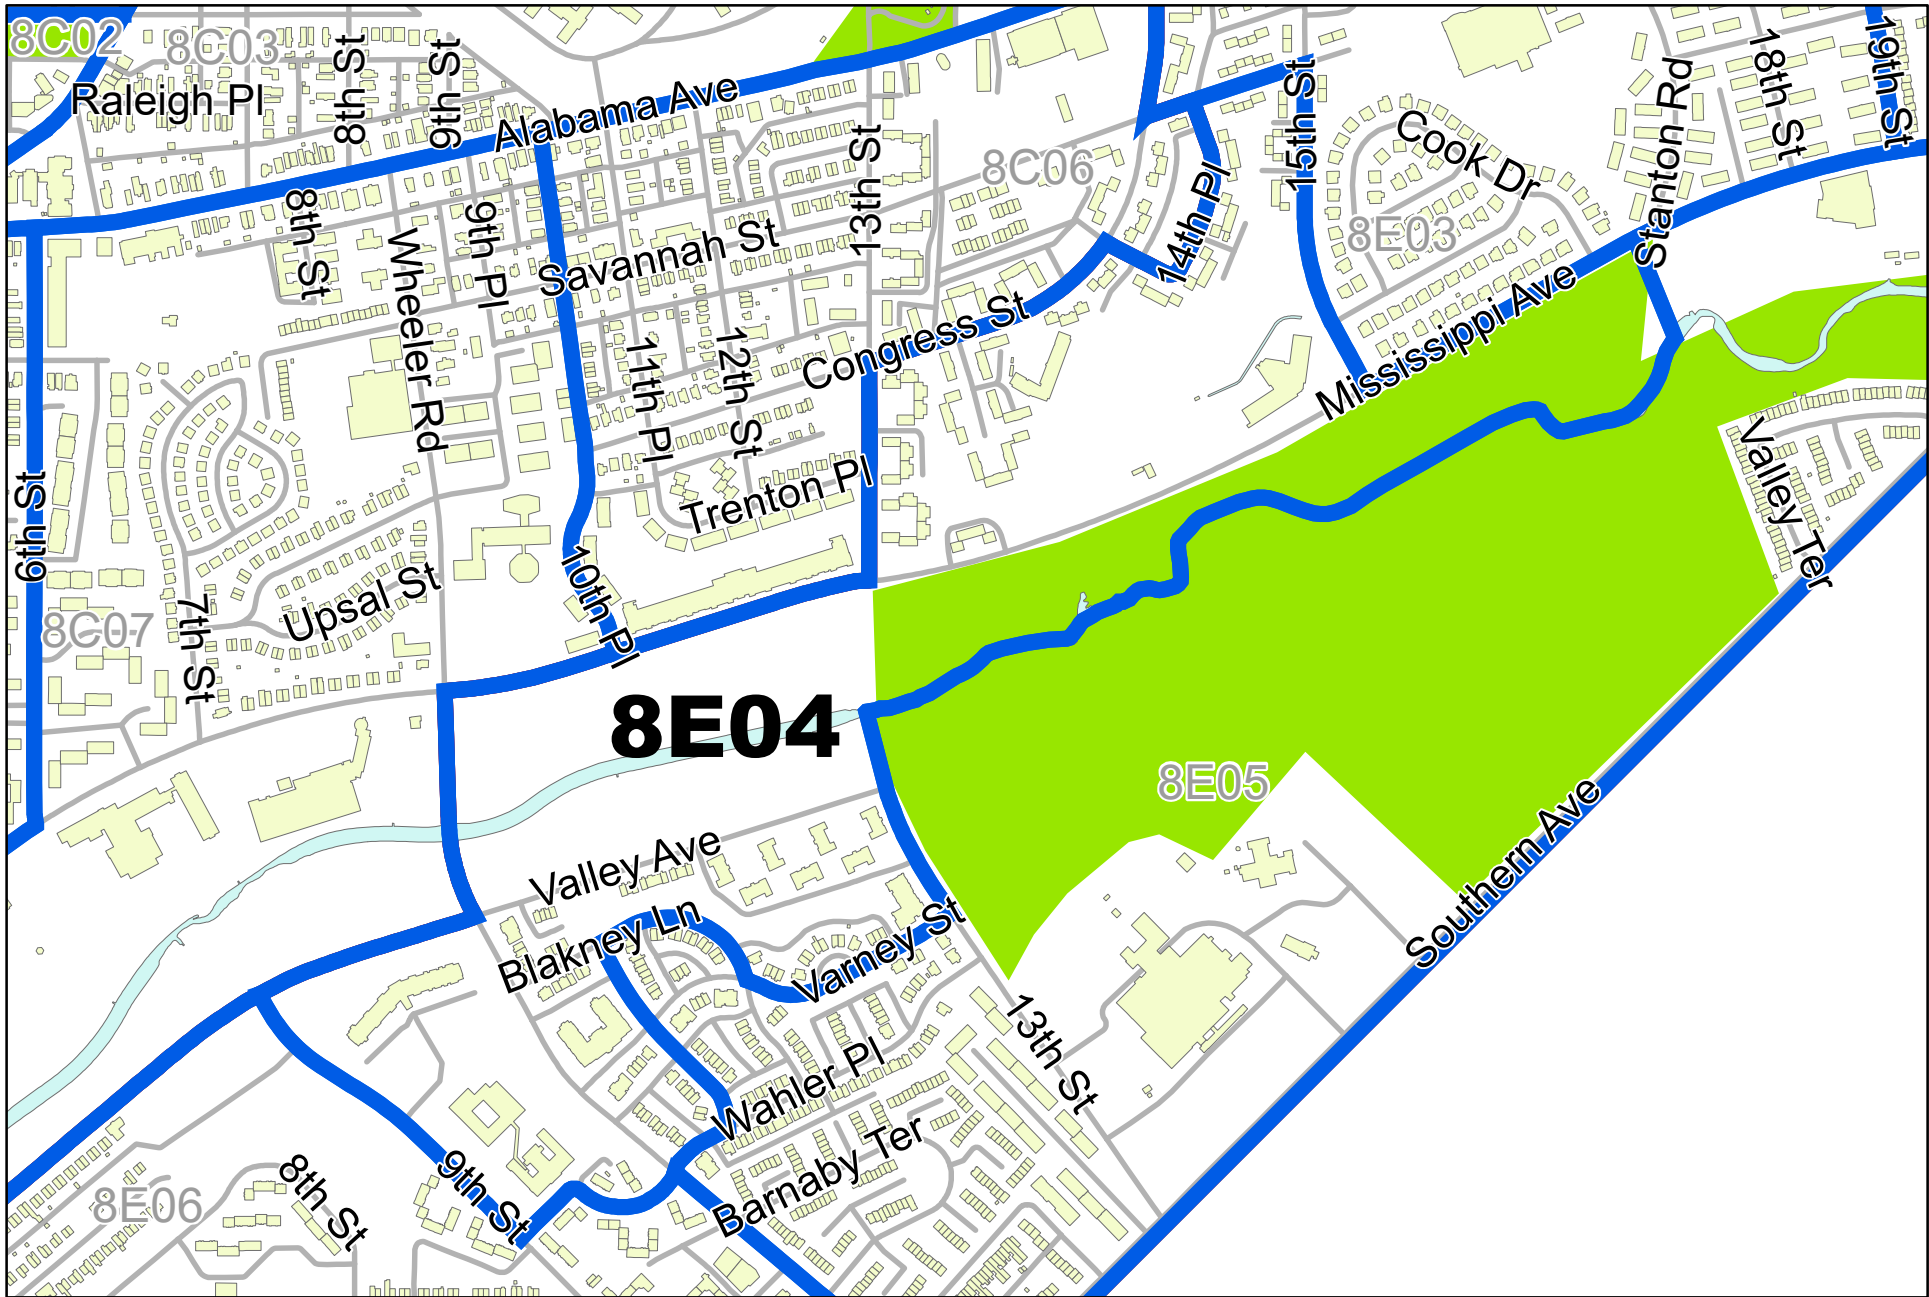 8C02
8C03
Raleigh Pl
8th St
9th St
Alabama Ave
13th St
8C06
14th Pl
15th St
Cook Dr
Stanton Rd
18th St
19th St
8th St
Wheeler Rd
9th Pl
Savannah St
8E03
11th Pl
12th St
Congress St
Mississippi Ave
6th St
Trenton Pl
Valley Ter
10th Pl
Upsal St
7th St
8C07
8E04
8E05
Valley Ave
Blakney Ln
Varney St
Southern Ave
13th St
Wahler Pl
Barnaby Ter
9th St
8th St
8E06